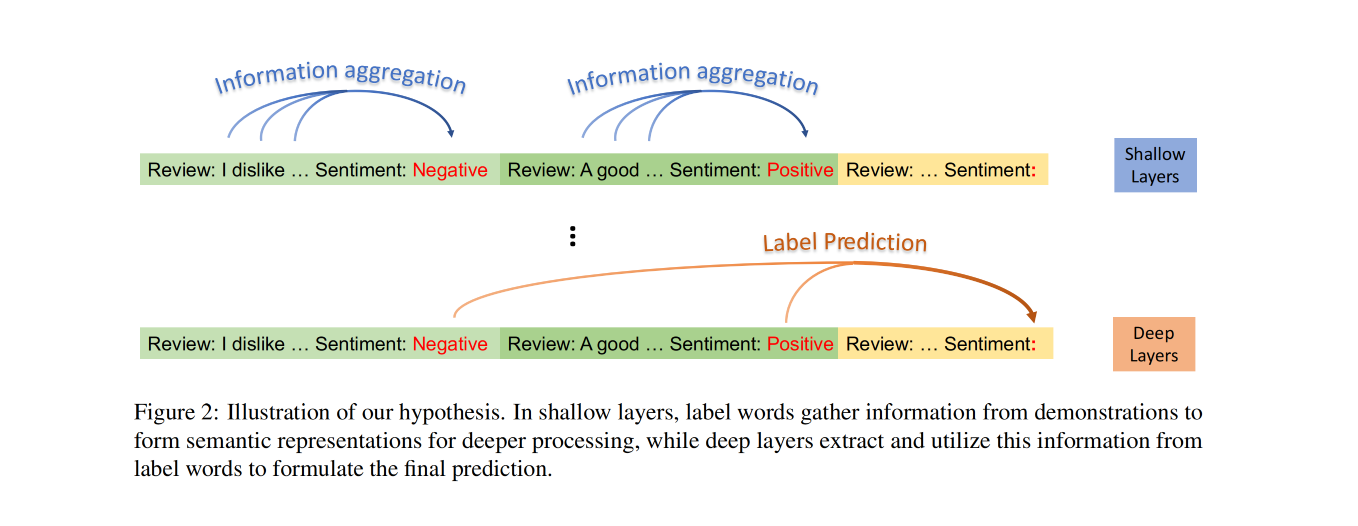 Information aggregation Information aggregation
Review: I dislike … Sentiment: Negative Review: A good … Sentiment: Positive Review: … Sentiment:
Shallow
Layers
Label Prediction
Review: I dislike … Sentiment: Negative Review: A good … Sentiment: Positive Review: … Sentiment:
Deep
Layers
Figure 2: Illustration of our hypothesis. In shallow layers, label words gather information from demonstrations to
form semantic representations for deeper processing, while deep layers extract and utilize this information from
label words to formulate the final prediction.